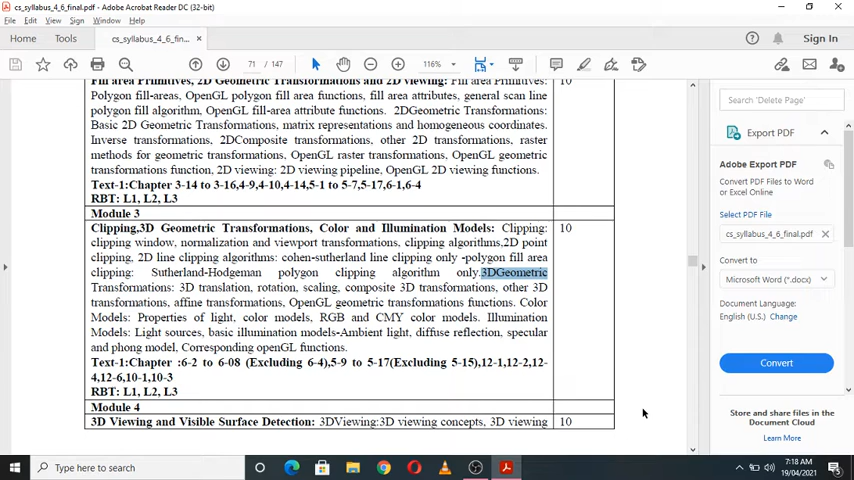 cs_syllabus_4_6_final.pdf - Adobe Acrobat Reader DC (32-bit)
File Edit View Sign Window Help
Home Tools cs_syllabus_4_6_fin... × Sign In
71 / 147 116%
Fill area Primitives, 2D Geometric Transformations and 2D viewing: Fill area Primitives: 10
Polygon fill-areas, OpenGL polygon fill area functions, fill area attributes, general scan line
polygon fill algorithm, OpenGL fill-area attribute functions. 2DGeometric Transformations:
Basic 2D Geometric Transformations, matrix representations and homogeneous coordinates.
Inverse transformations, 2DComposite transformations, other 2D transformations, raster
methods for geometric transformations, OpenGL raster transformations, OpenGL geometric
transformations function, 2D viewing: 2D viewing pipeline, OpenGL 2D viewing functions.
Text-1:Chapter 3-14 to 3-16,4-9,4-10,4-14,5-1 to 5-7,5-17,6-1,6-4
RBT: L1, L2, L3
Module 3
Clipping,3D Geometric Transformations, Color and Illumination Models: Clipping: 10
clipping window, normalization and viewport transformations, clipping algorithms,2D point
clipping, 2D line clipping algorithms: cohen-sutherland line clipping only -polygon fill area
clipping: Sutherland-Hodgeman polygon clipping algorithm only.3DGeometric
Transformations: 3D translation, rotation, scaling, composite 3D transformations, other 3D
transformations, affine transformations, OpenGL geometric transformations functions. Color
Models: Properties of light, color models, RGB and CMY color models. Illumination
Models: Light sources, basic illumination models-Ambient light, diffuse reflection, specular
and phong model, Corresponding openGL functions.
Text-1:Chapter :6-2 to 6-08 (Excluding 6-4),5-9 to 5-17(Excluding 5-15),12-1,12-2,12-
4,12-6,10-1,10-3
RBT: L1, L2, L3
Module 4
3D Viewing and Visible Surface Detection: 3DViewing:3D viewing concepts, 3D viewing 10
Search 'Delete Page'
Export PDF
Adobe Export PDF
Convert PDF Files to Word
or Excel Online
Select PDF File
cs_syllabus_4_6_final.pdf
Convert to
Microsoft Word (*.docx)
Document Language:
English (U.S.) Change
Convert
Store and share files in the
Document Cloud
Learn More
Type here to search
7:18 AM
19/04/2021